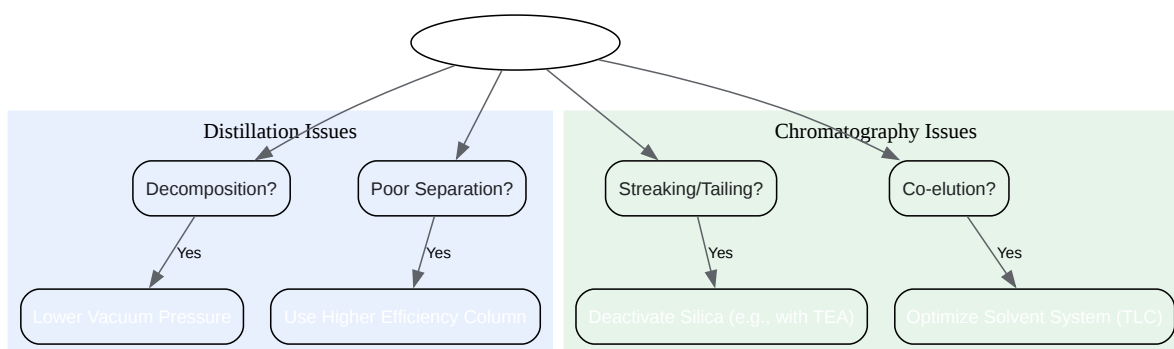 Distillation Issues
Chromatography Issues
Decomposition?
Poor Separation?
Streaking/Tailing?
Co-elution?
Yes
Yes
Yes
Yes
Lower Vacuum Pressure
Use Higher Efficiency Column
Deactivate Silica (e.g., with TEA)
Optimize Solvent System (TLC)